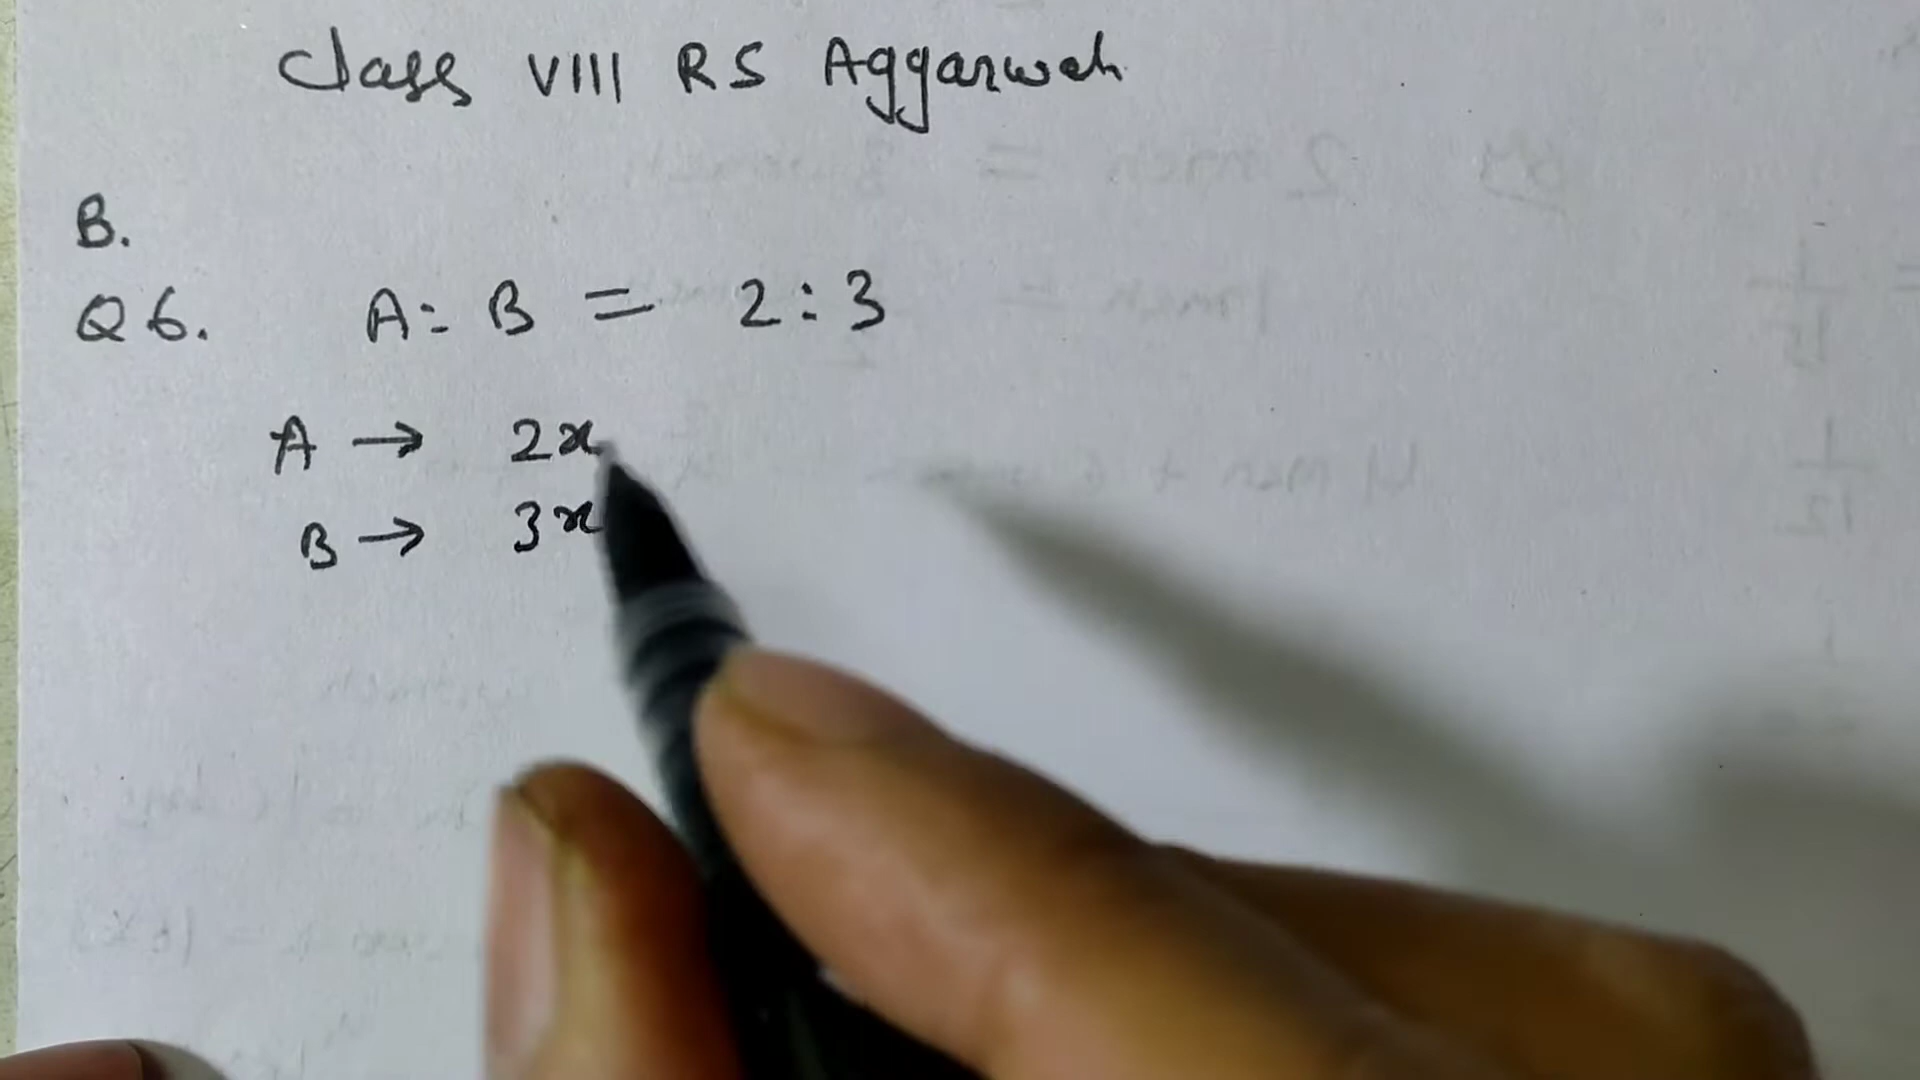 Class VIII RS Aggarwal
B.
Q6. A:B = 2:3
A → 2x
B → 3x